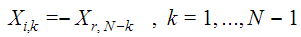 X_{i,k} = -X_{r, N-k} , k = 1,..., N - 1